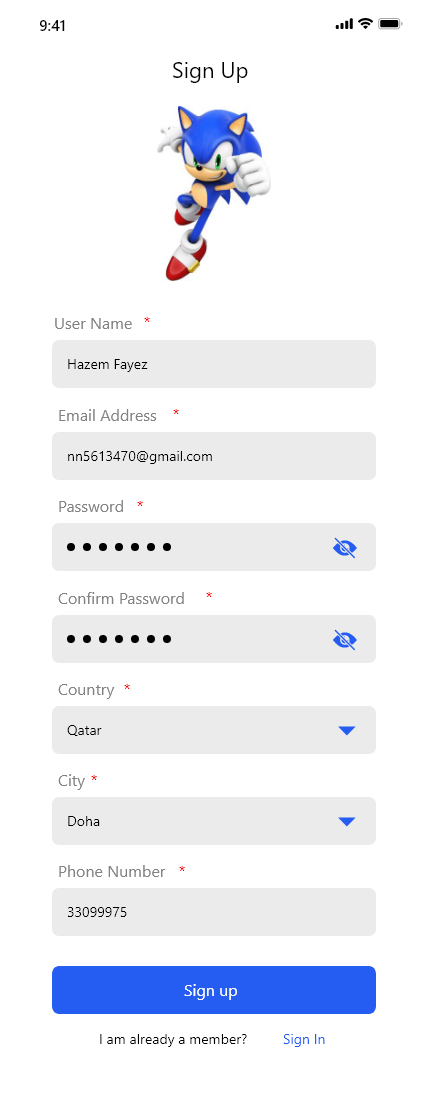 9:41
Sign Up
User Name *
Hazem Fayez
Email Address *
nn5613470@gmail.com
Password *
●●●●●●●
Confirm Password *
●●●●●●●
Country *
Qatar
City *
Doha
Phone Number *
33099975
Sign up
I am already a member? Sign In